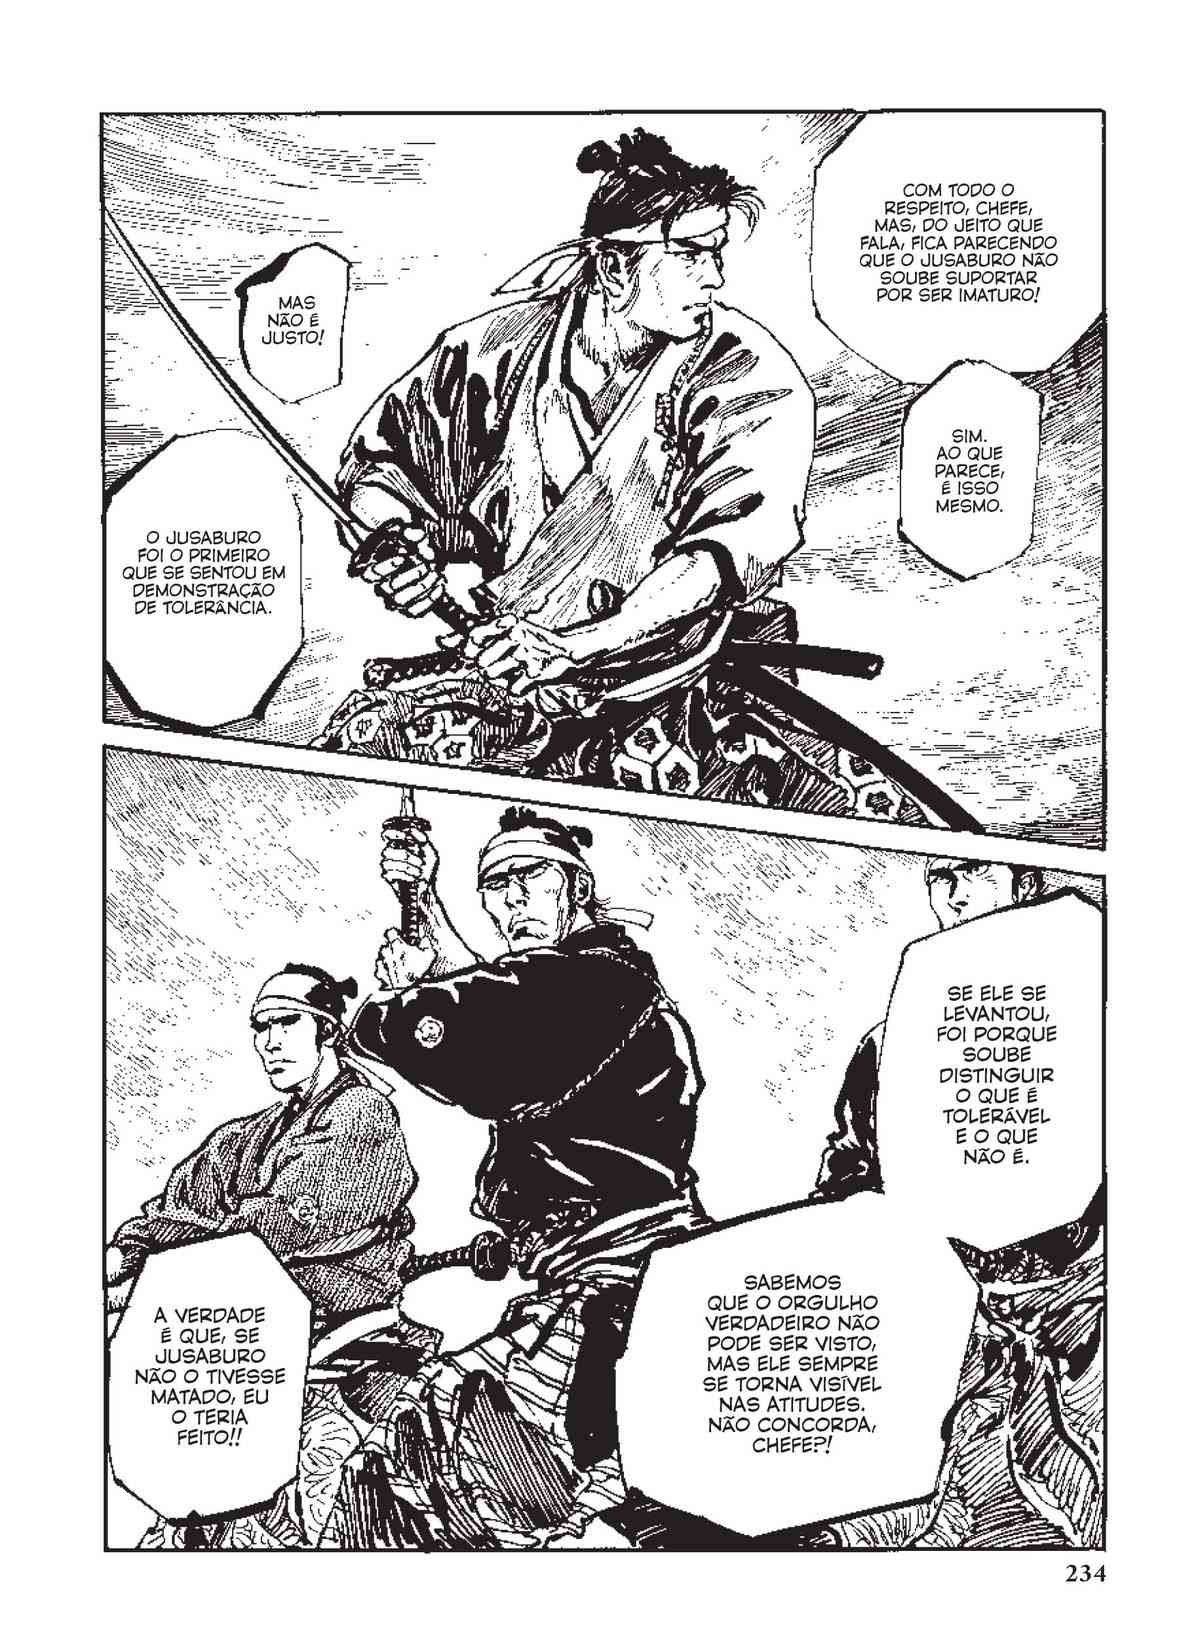 COM TODO O
RESPEITO, CHEFE,
MAS, DO JEITO QUE
FALA, FICA PARECENDO
QUE O JUSABURO NÃO
SOUBE SUPORTAR
POR SER IMATURO!
SIM.
AO QUE
PARECE,
É ISSO
MESMO.
MAS
NÃO É
JUSTO!
O JUSABURO
FOI O PRIMEIRO
QUE SE SENTOU EM
DEMONSTRAÇÃO
DE TOLERÂNCIA.
SE ELE SE
LEVANTOU,
FOI PORQUE
SOUBE
DISTINGUIR
O QUE É
TOLERÁVEL
E O QUE
NÃO É.
SABEMOS
QUE O ORGULHO
VERDADEIRO NÃO
PODE SER VISTO,
MAS ELE SEMPRE
SE TORNA VISÍVEL
NAS ATITUDES.
NÃO CONCORDA,
CHEFE?!
A VERDADE
É QUE, SE
JUSABURO
NÃO O TIVESSE
MATADO, EU
O TERIA
FEITO!!
234